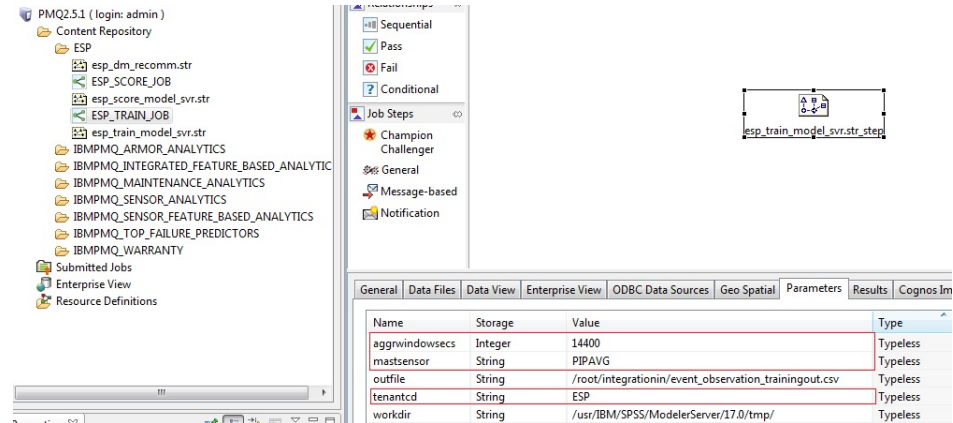 PMQ2.5.1 ( login: admin )
Content Repository
ESP
esp_dm_recomm.str
ESP_SCORE_JOB
esp_score_model_svr.str
ESP_TRAIN_JOB
esp_train_model_svr.str
IBMPMQ_ARMOR_ANALYTICS
IBMPMQ_INTEGRATED_FEATURE_BASED_ANALYTIC
IBMPMQ_MAINTENANCE_ANALYTICS
IBMPMQ_SENSOR_ANALYTICS
IBMPMQ_SENSOR_FEATURE_BASED_ANALYTICS
IBMPMQ_TOP_FAILURE_PREDICTORS
IBMPMQ_WARRANTY
Submitted Jobs
Enterprise View
Resource Definitions
Relationships
Sequential
Pass
Fail
Conditional
Job Steps
Champion
Challenger
General
Message-based
Notification
esp_train_model_svr.str_step
General Data Files Data View Enterprise View ODBC Data Sources Geo Spatial Parameters Results Cognos Im
Name Storage Value Type
aggrwindowsecs Integer 14400 Typeless
mastsensor String PIPAVG Typeless
outfile String /root/integrationin/event_observation_trainingout.csv Typeless
tenantcd String ESP Typeless
workdir String /usr/IBM/SPSS/ModelerServer/17.0/tmp/ Typeless